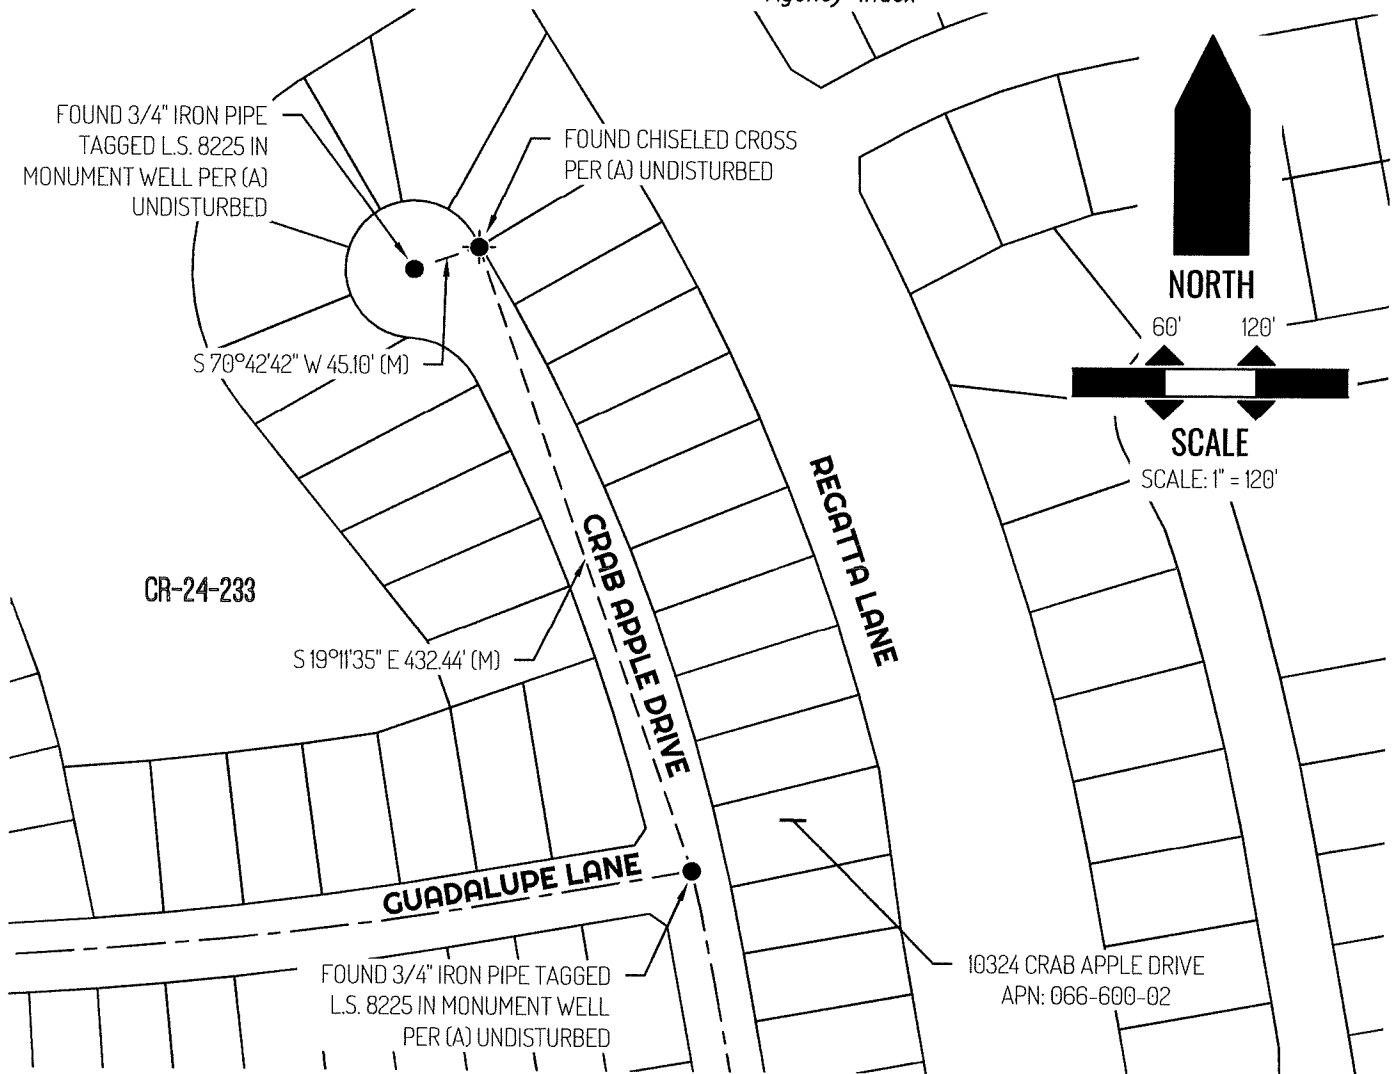 Agency Index
FOUND 3/4" IRON PIPE
TAGGED L.S. 8225 IN
MONUMENT WELL PER (A)
UNDISTURBED
FOUND CHISELED CROSS
PER (A) UNDISTURBED
NORTH
60' 120'
SCALE
SCALE: 1" = 120'
S 70°42'42" W 45.10' (M)
REGATTA LANE
CRAB APPLE DRIVE
CR-24-233
S 19°11'35" E 432.44' (M)
GUADALUPE LANE
FOUND 3/4" IRON PIPE TAGGED
L.S. 8225 IN MONUMENT WELL
PER (A) UNDISTURBED
10324 CRAB APPLE DRIVE
APN: 066-600-02